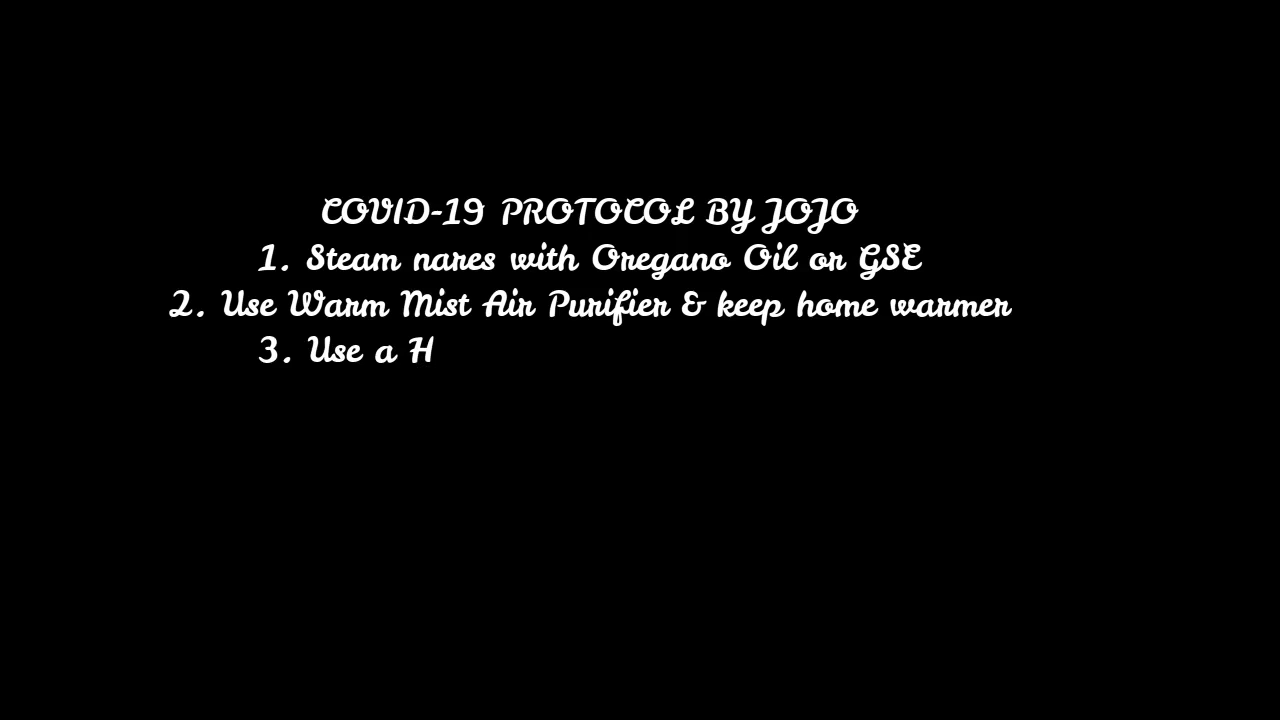 COVID-19 PROTOCOL BY JOJO
1. Steam nares with Oregano Oil or GSE
2. Use Warm Mist Air Purifier & keep home warmer
3. Use a H